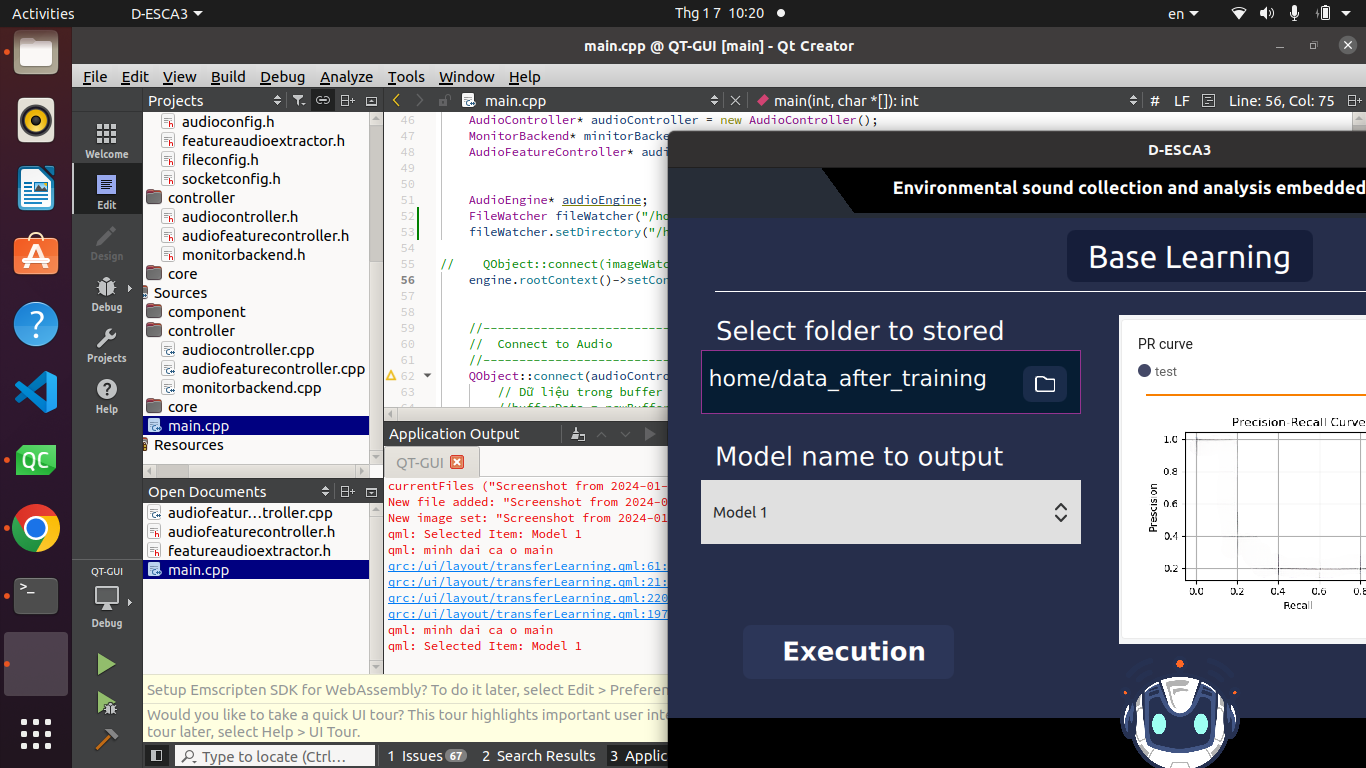 Activities
D-ESCA3
Thg 1 7 10:20
en
main.cpp @ QT-GUI [main] - Qt Creator
File Edit View Build Debug Analyze Tools Window Help
Projects
main.cpp
main(int, char *[]): int
# LF
Line: 56, Col: 75
Welcome
Edit
Design
Debug
Projects
Help
QT-GUI
Debug
audioconfig.h
featureaudioextractor.h
fileconfig.h
socketconfig.h
controller
audiocontroller.h
audiofeaturecontroller.h
monitorbackend.h
core
Sources
component
controller
audiocontroller.cpp
audiofeaturecontroller.cpp
monitorbackend.cpp
core
main.cpp
Resources
Open Documents
audiofeatur...troller.cpp
audiofeaturecontroller.h
featureaudioextractor.h
main.cpp
46 AudioController* audioController = new AudioController();
47 MonitorBackend* minitorBacke
48 AudioFeatureController* audi
49
50
51 AudioEngine* audioEngine;
52 FileWatcher fileWatcher("/ho
53 fileWatcher.setDirectory("/h
54
55 // QObject::connect(imageWatc
56 engine.rootContext()->setCon
57
58
59 //--------------------------
60 // Connect to Audio
61 //--------------------------
62 QObject::connect(audioContro
63 // Dữ liệu trong buffer
64 //bufferData = newBuffer
Application Output
QT-GUI
currentFiles ("Screenshot from 2024-01-
New file added: "Screenshot from 2024-0
New image set: "Screenshot from 2024-01
qml: Selected Item: Model 1
qml: minh dai ca o main
qrc:/ui/layout/transferLearning.qml:61:
qrc:/ui/layout/transferLearning.qml:21:
qrc:/ui/layout/transferLearning.qml:220
qrc:/ui/layout/transferLearning.qml:197
qml: minh dai ca o main
qml: Selected Item: Model 1
Setup Emscripten SDK for WebAssembly? To do it later, select Edit > Preferen
Would you like to take a quick UI tour? This tour highlights important user inte
tour later, select Help > UI Tour.
Type to locate (Ctrl...
1 Issues 67
2 Search Results
3 Applic
D-ESCA3
Environmental sound collection and analysis embedded
Base Learning
Select folder to stored
home/data_after_training
Model name to output
Model 1
Execution
PR curve
test
Precision-Recall Curve
1.0
0.8
0.6
0.4
0.2
Prescision
0.0 0.2 0.4 0.6 0.8
Recall